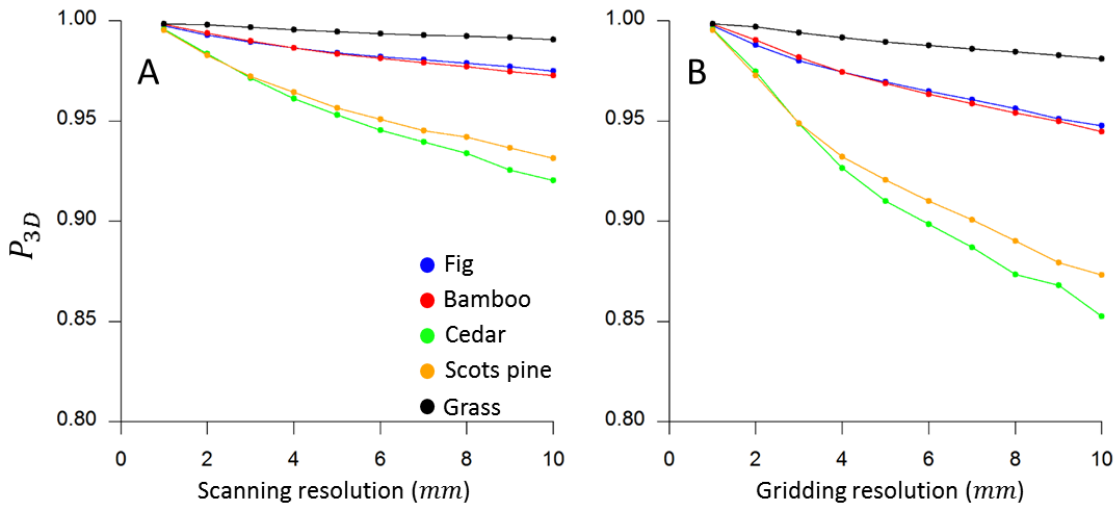 1.00
0.95
0.90
0.85
0.80
P3D
A
Fig
Bamboo
Cedar
Scots pine
Grass
0 2 4 6 8 10
Scanning resolution (mm)
1.00
0.95
0.90
0.85
0.80
B
0 2 4 6 8 10
Gridding resolution (mm)